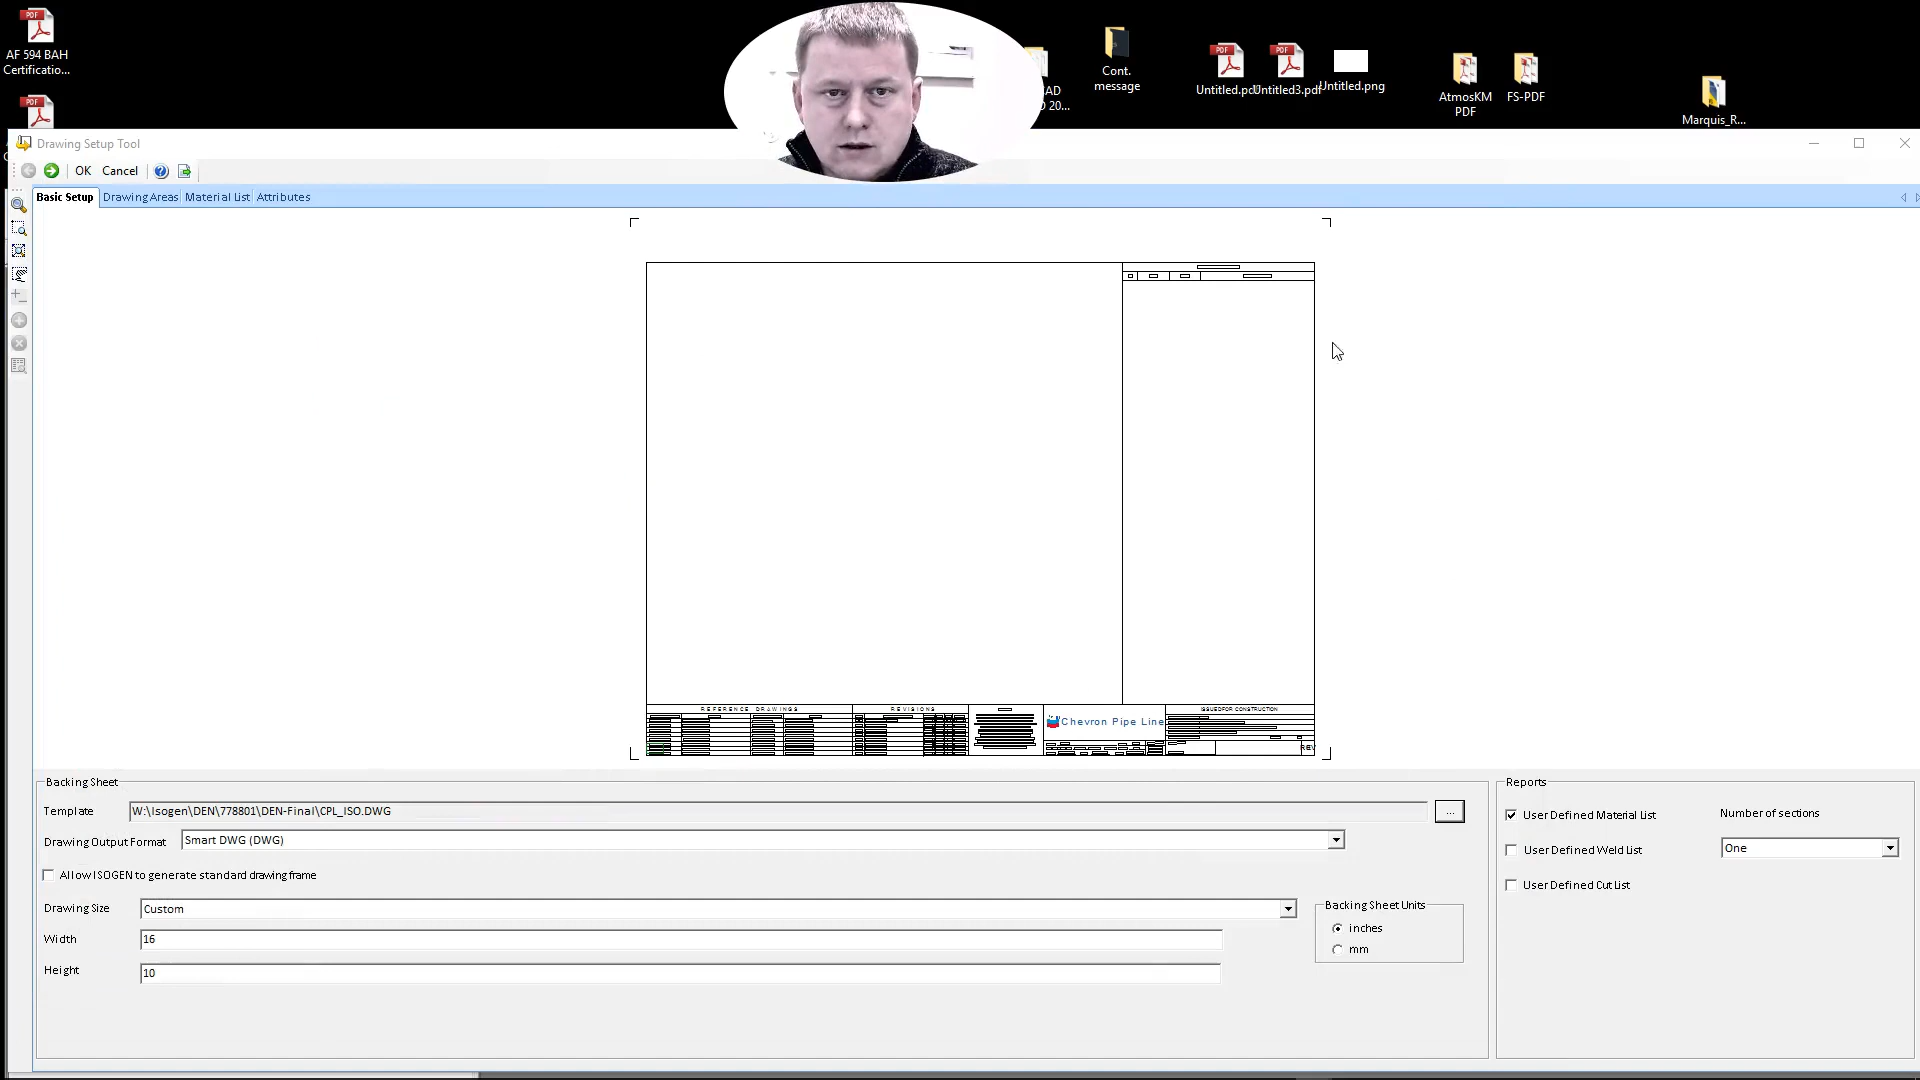 AF 594 BAH
Certificatio...
Cont.
message
Untitled.pdf
Untitled3.pdf
Untitled.png
AtmosKM
PDF
FS-PDF
Marquis_R...
Drawing Setup Tool
OK Cancel
Basic Setup Drawing Areas Material List Attributes
REFERENCE DRAWINGS
REVISIONS
Chevron Pipe Line
ISSUED FOR CONSTRUCTION
REV
Backing Sheet
Template W:\Isogen\DEN\778801\DEN-Final\CPL_ISO.DWG ...
Drawing Output Format Smart DWG (DWG)
Allow ISOGEN to generate standard drawing frame
Drawing Size Custom
Width 16
Height 10
Backing Sheet Units
inches
mm
Reports
User Defined Material List
User Defined Weld List
User Defined Cut List
Number of sections
One